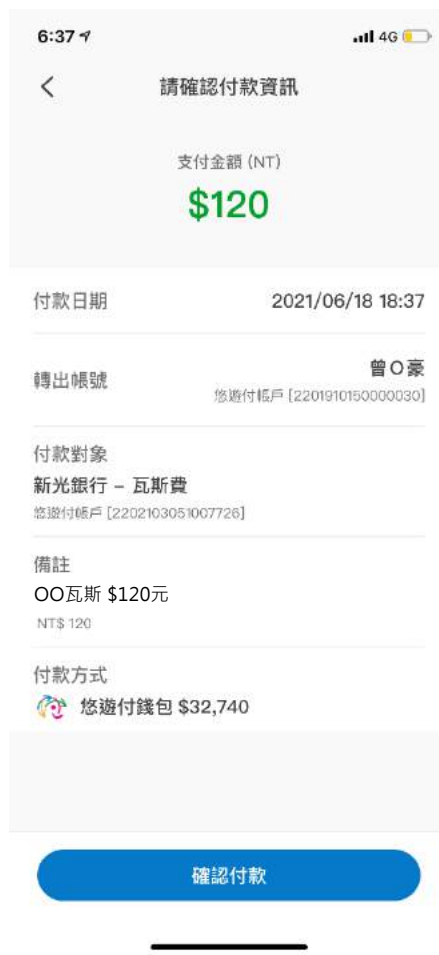 6:37
4G
請確認付款資訊
支付金額 (NT)
$120
付款日期 2021/06/18 18:37
轉出帳號 曾O豪
悠遊付帳戶 [2201910150000030]
付款對象
新光銀行 – 瓦斯費
悠遊付帳戶 [2202103051007726]
備註
OO瓦斯 $120元
NT$ 120
付款方式
悠遊付錢包 $32,740
確認付款